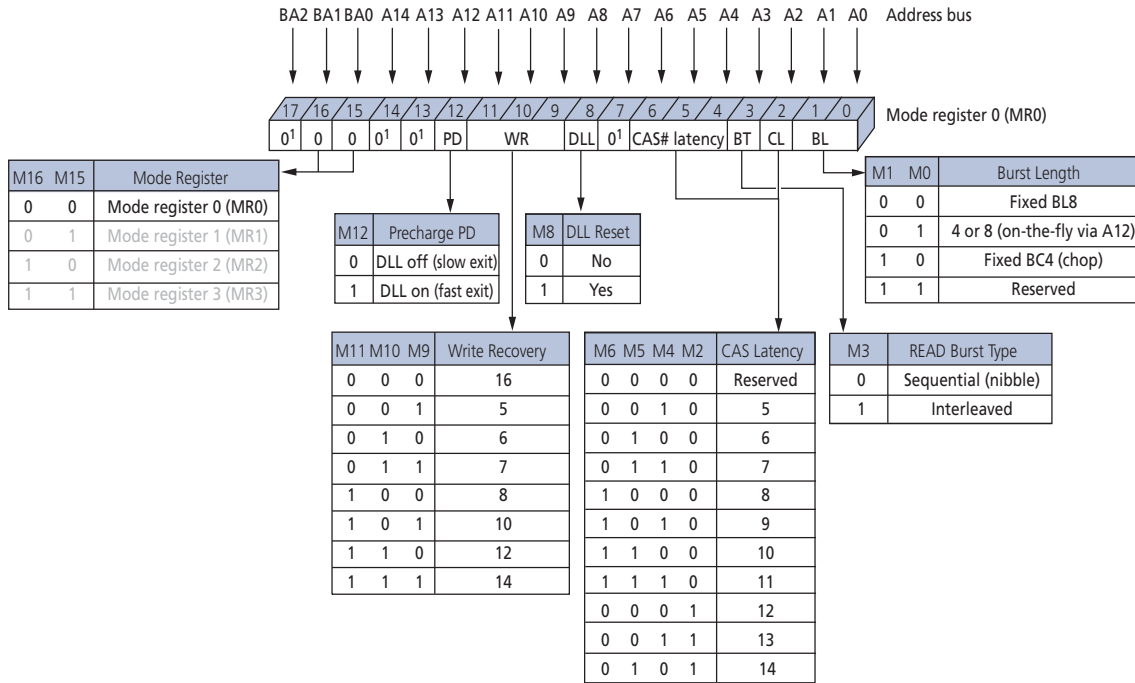 BA2 BA1 BA0 A14 A13 A12 A11 A10 A9 A8 A7 A6 A5 A4 A3 A2 A1 A0 Address bus
17 16 15 14 13 12 11 10 9 8 7 6 5 4 3 2 1 0
Mode register 0 (MR0)
0¹ 0 0 0¹ 0¹ PD WR DLL 0¹ CAS# latency BT CL BL
M16 M15 Mode Register
0 0 Mode register 0 (MR0)
0 1 Mode register 1 (MR1)
1 0 Mode register 2 (MR2)
1 1 Mode register 3 (MR3)
M12 Precharge PD
0 DLL off (slow exit)
1 DLL on (fast exit)
M8 DLL Reset
0 No
1 Yes
M1 M0 Burst Length
0 0 Fixed BL8
0 1 4 or 8 (on-the-fly via A12)
1 0 Fixed BC4 (chop)
1 1 Reserved
M11 M10 M9 Write Recovery
0 0 0 16
0 0 1 5
0 1 0 6
0 1 1 7
1 0 0 8
1 0 1 10
1 1 0 12
1 1 1 14
M6 M5 M4 M2 CAS Latency
0 0 0 0 Reserved
0 0 1 0 5
0 1 0 0 6
0 1 1 0 7
1 0 0 0 8
1 0 1 0 9
1 1 0 0 10
1 1 1 0 11
0 0 0 1 12
0 0 1 1 13
0 1 0 1 14
M3 READ Burst Type
0 Sequential (nibble)
1 Interleaved